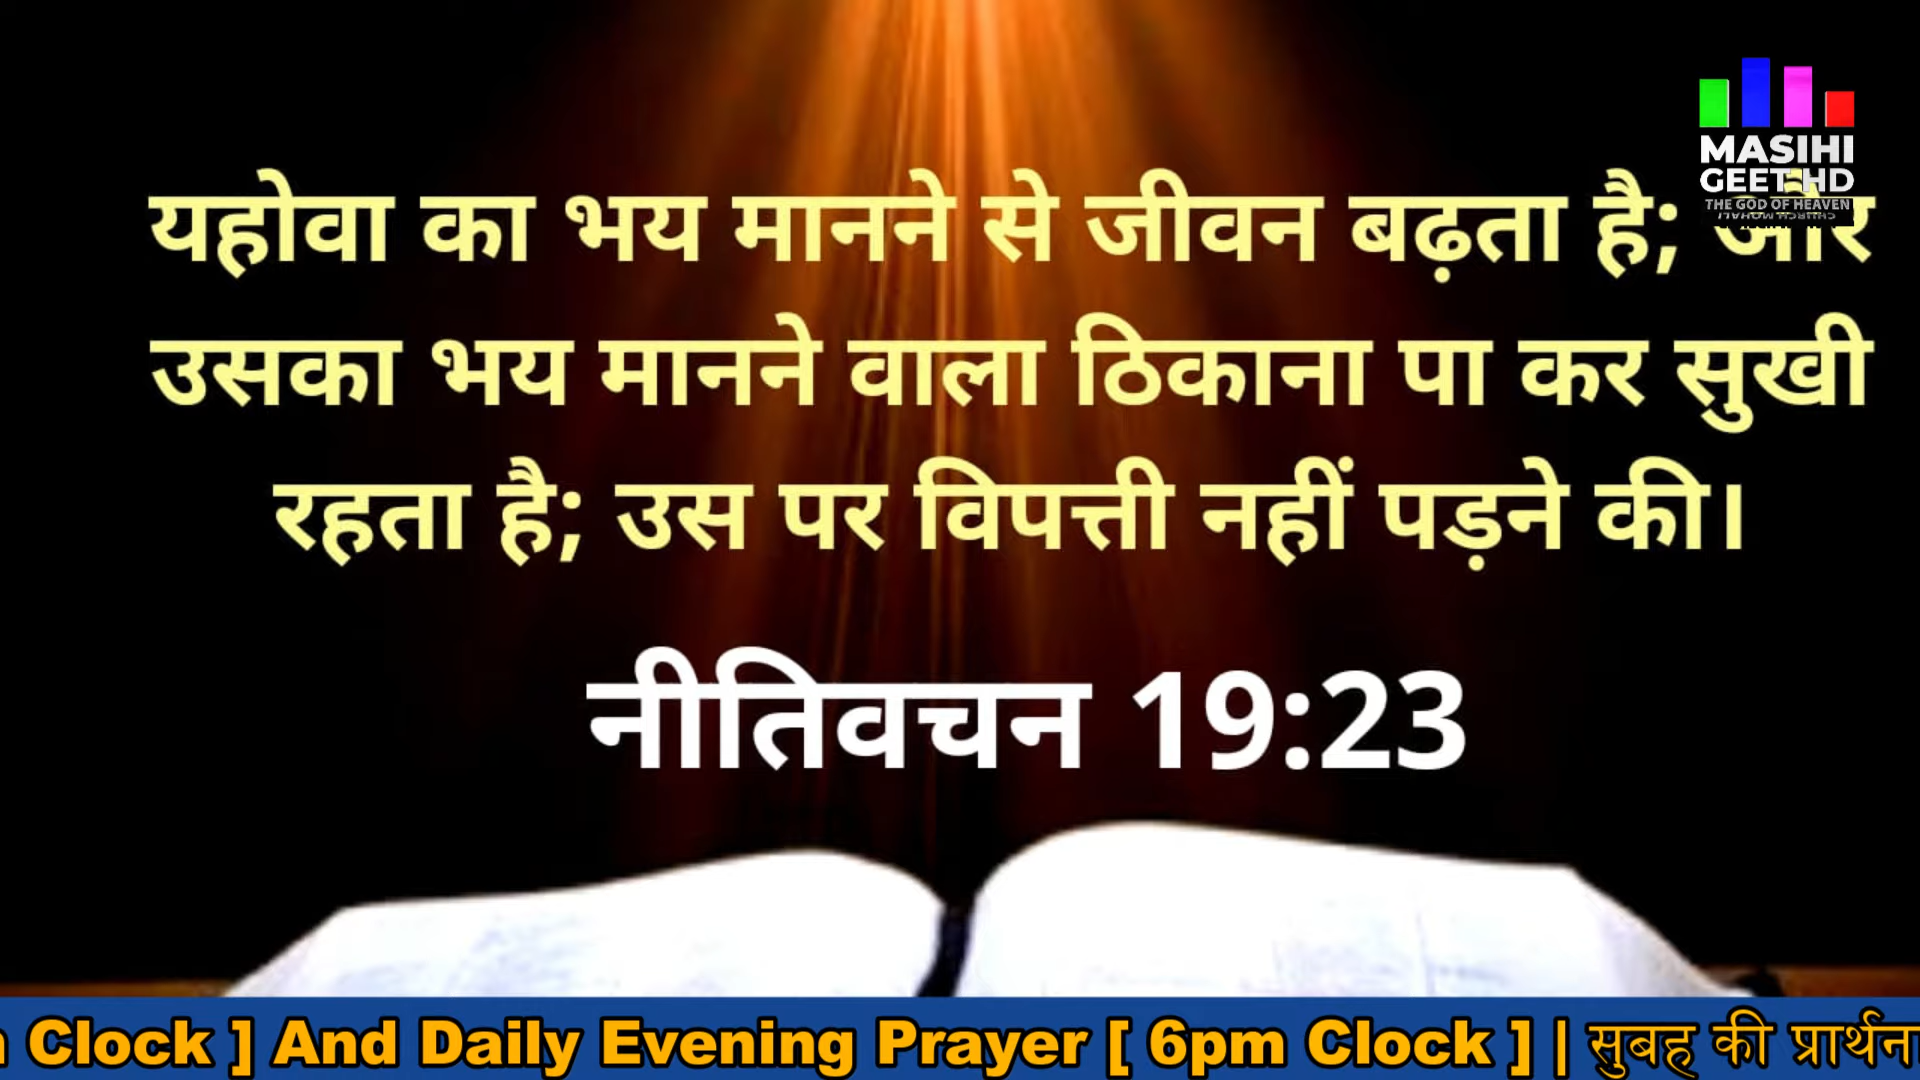 MASIHI
GEET HD
THE GOD OF HEAVEN
यहोवा का भय मानने से जीवन बढ़ता है; और
उसका भय मानने वाला ठिकाना पा कर सुखी
रहता है; उस पर विपत्ती नहीं पड़ने की।
नीतिवचन 19:23
Clock ] And Daily Evening Prayer [ 6pm Clock ] | सुबह की